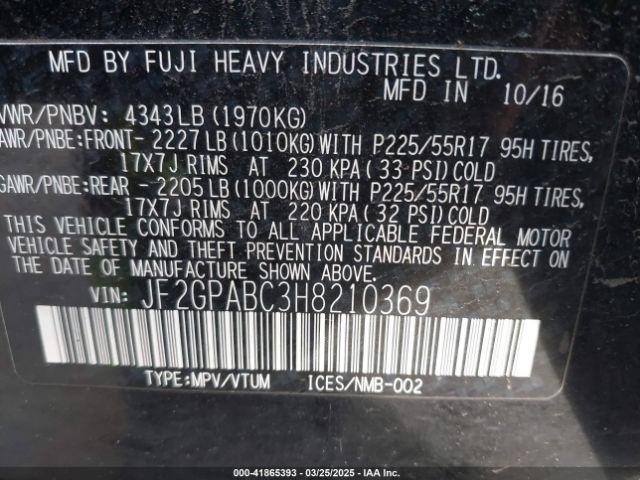 MFD BY FUJI HEAVY INDUSTRIES LTD.
MFD IN 10/16
VWR/PNBV: 4343LB(1970KG)
AWR/PNBE:FRONT- 2227LB(1010KG)WITH P225/55R17 95H TIRES,
17X7J RIMS AT 230 KPA( 33 PSI)COLD
GAWR/PNBE:REAR - 2205LB(1000KG)WITH P225/55R17 95H TIRES,
17X7J RIMS AT 220 KPA( 32 PSI)COLD
THIS VEHICLE CONFORMS TO ALL APPLICABLE FEDERAL MOTOR
VEHICLE SAFETY AND THEFT PREVENTION STANDARDS IN EFFECT ON
THE DATE OF MANUFACTURE SHOWN ABOVE.
VIN: JF2GPABC3H8210369
TYPE:MPV/VTUM ICES/NMB-002
00-41865393 - 03/25/2025 - IAA, Inc.